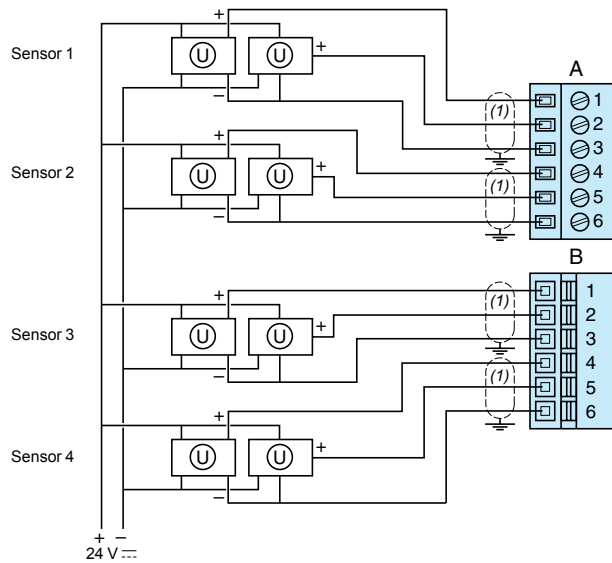 +
Sensor 1
U
U
+
A
−
(1)
1
2
3
+
Sensor 2
U
U
+
−
(1)
4
5
6
B
+
Sensor 3
U
U
+
−
(1)
1
2
3
+
Sensor 4
U
U
+
−
(1)
4
5
6
+ −
24 V ⎓